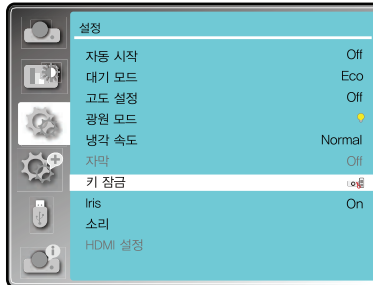 설정
자동 시작 Off
대기 모드 Eco
고도 설정 Off
광원 모드
냉각 속도 Normal
자막 Off
키 잠금
Iris On
소리
HDMI 설정